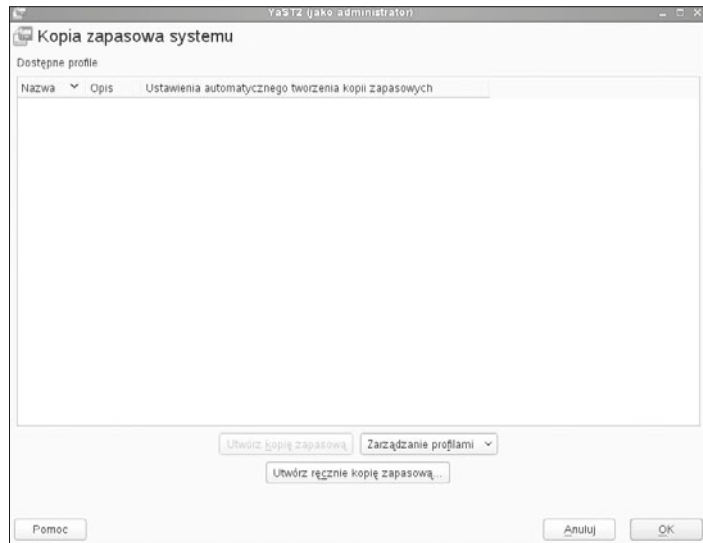 YaST2 (jako administrator)
Kopia zapasowa systemu
Dostępne profile
Nazwa Opis Ustawienia automatycznego tworzenia kopii zapasowych
Utwórz kopię zapasową Zarządzanie profilami
Utwórz ręcznie kopię zapasową...
Pomoc Anuluj OK